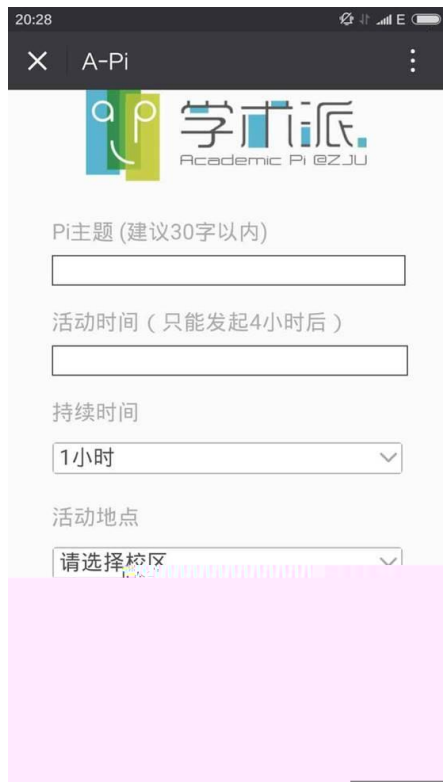 20:28
E
A-Pi
学术派.
Academic Pi @ZJU
Pi主题 (建议30字以内)
活动时间 ( 只能发起4小时后 )
持续时间
1小时
活动地点
请选择校区